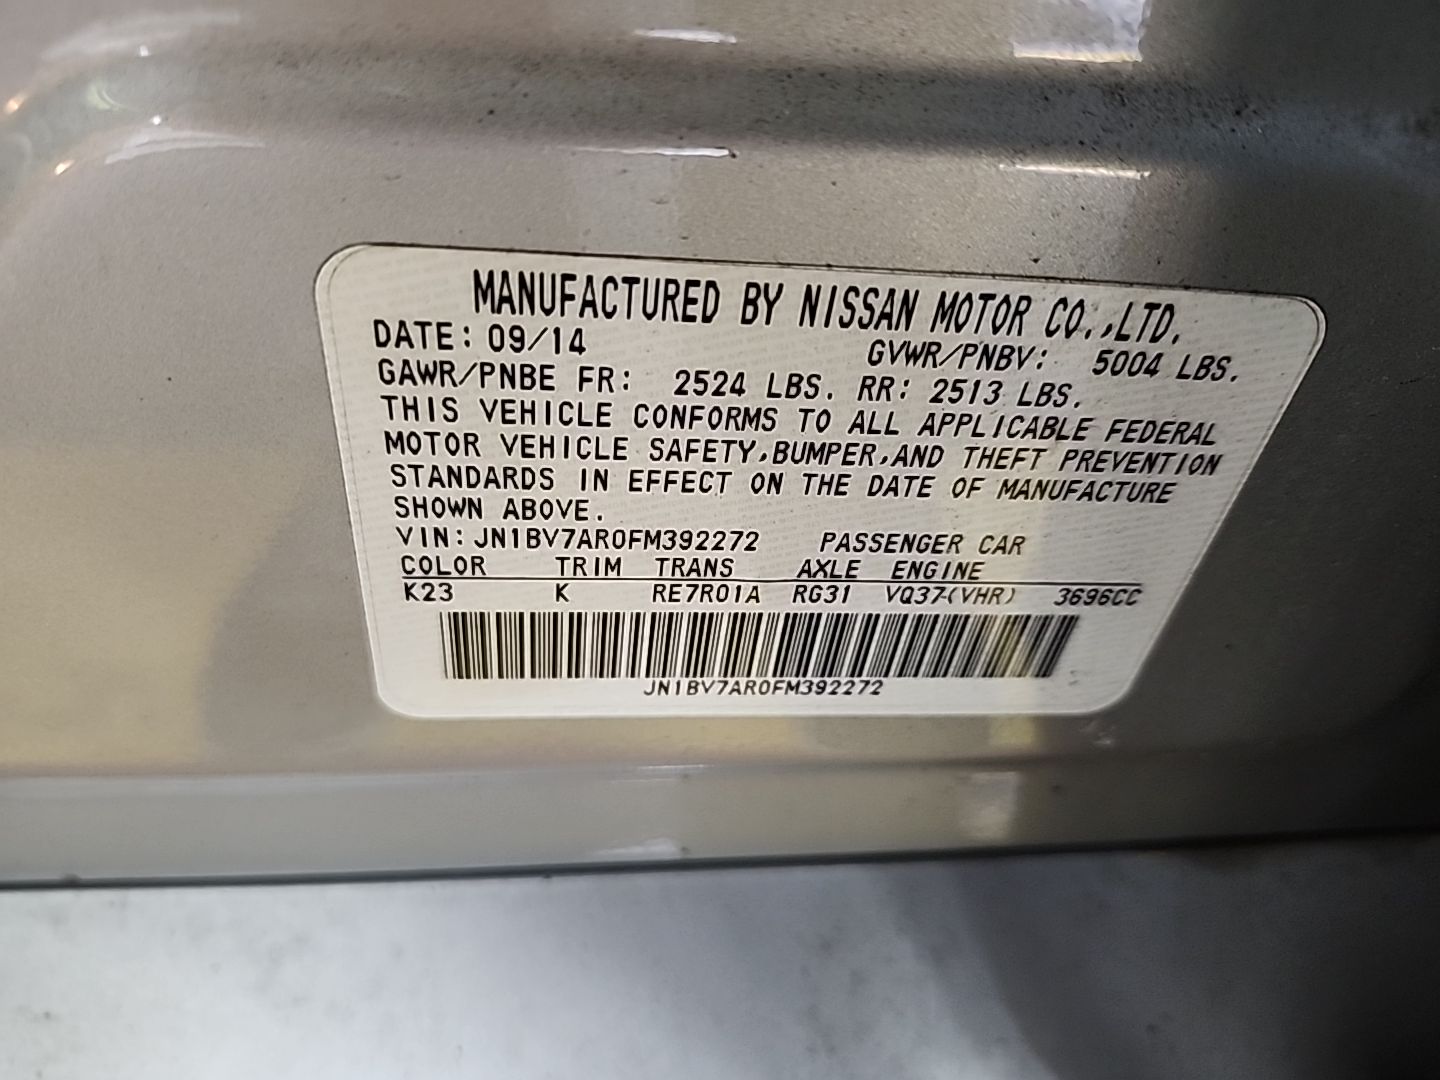 MANUFACTURED BY NISSAN MOTOR CO.,LTD.
DATE: 09/14 GVWR/PNBV: 5004 LBS.
GAWR/PNBE FR: 2524 LBS. RR: 2513 LBS.
THIS VEHICLE CONFORMS TO ALL APPLICABLE FEDERAL
MOTOR VEHICLE SAFETY,BUMPER,AND THEFT PREVENTION
STANDARDS IN EFFECT ON THE DATE OF MANUFACTURE
SHOWN ABOVE.
VIN: JN1BV7AR0FM392272 PASSENGER CAR
COLOR TRIM TRANS AXLE ENGINE
K23 K RE7R01A RG31 VQ37(VHR) 3696CC
JN1BV7AR0FM392272